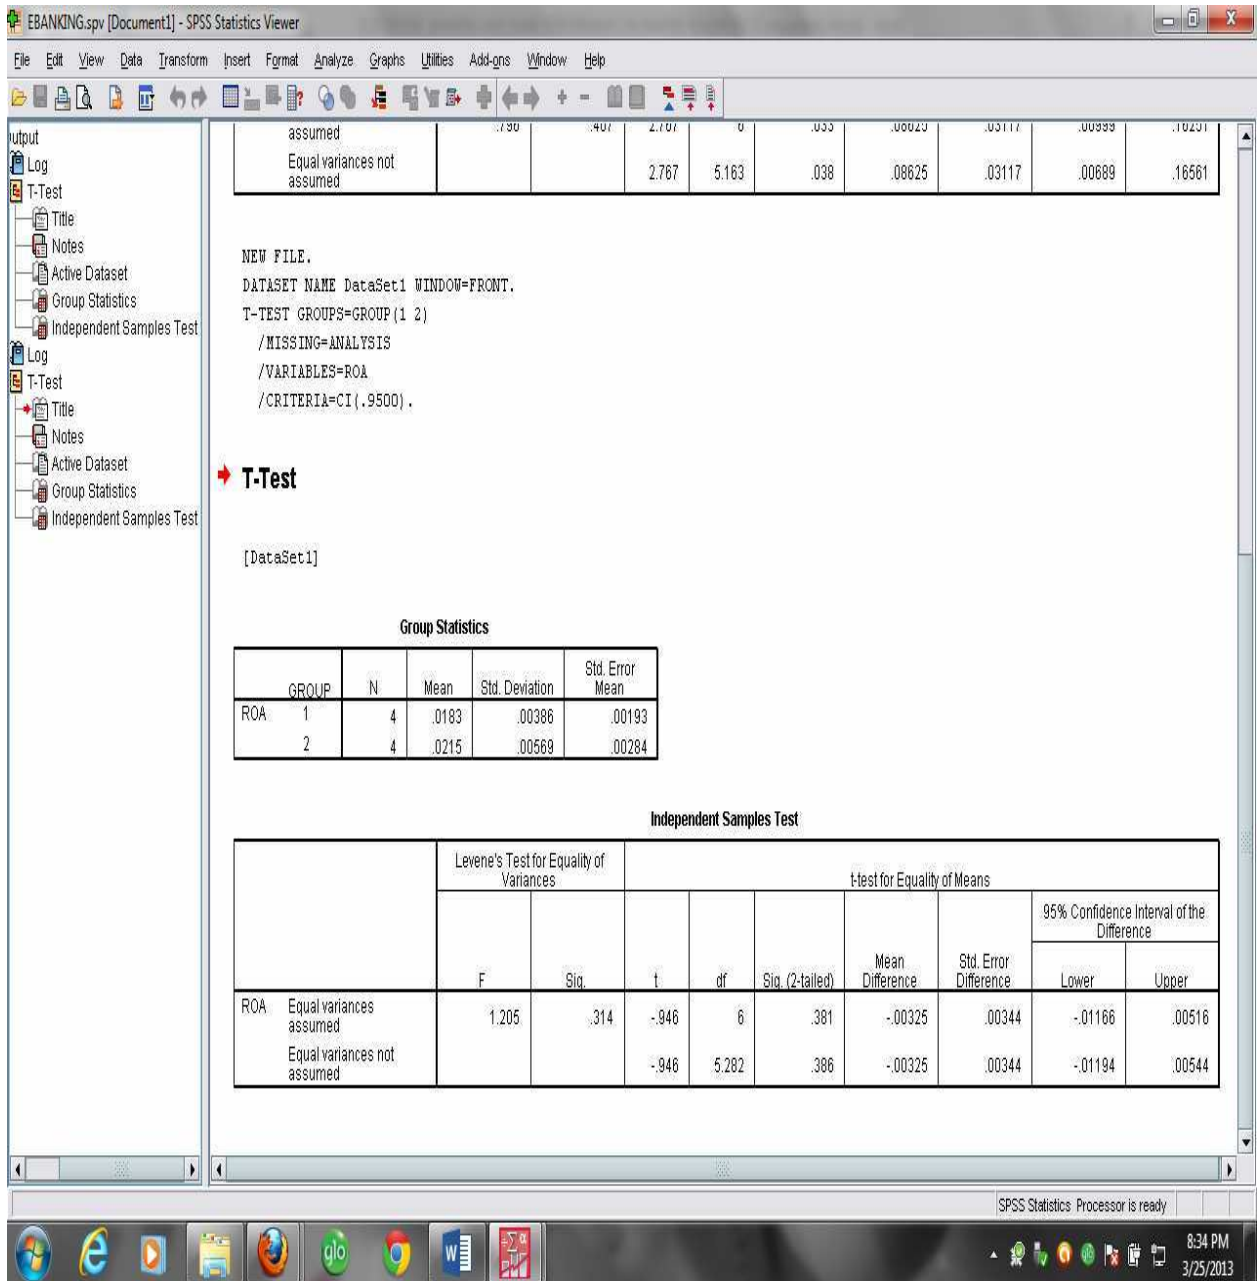 EBANKING.spv [Document1] - SPSS Statistics Viewer
File Edit View Data Transform Insert Format Analyze Graphs Utilities Add-ons Window Help
utput
Log
T-Test
Title
Notes
Active Dataset
Group Statistics
Independent Samples Test
Log
T-Test
Title
Notes
Active Dataset
Group Statistics
Independent Samples Test
assumed
Equal variances not assumed 2.767 5.163 .038 .08625 .03117 .00689 .16561
NEW FILE.
DATASET NAME DataSet1 WINDOW=FRONT.
T-TEST GROUPS=GROUP(1 2)
/MISSING=ANALYSIS
/VARIABLES=ROA
/CRITERIA=CI(.9500).
T-Test
[DataSet1]
Group Statistics
GROUP N Mean Std. Deviation Std. Error Mean
ROA 1 4 .0183 .00386 .00193
2 4 .0215 .00569 .00284
Independent Samples Test
Levene's Test for Equality of Variances t-test for Equality of Means
95% Confidence Interval of the Difference
F Sig. t df Sig. (2-tailed) Mean Difference Std. Error Difference Lower Upper
ROA Equal variances assumed 1.205 .314 -.946 6 .381 -.00325 .00344 -.01166 .00516
Equal variances not assumed -.946 5.282 .386 -.00325 .00344 -.01194 .00544
SPSS Statistics Processor is ready
glo
8:34 PM
3/25/2013